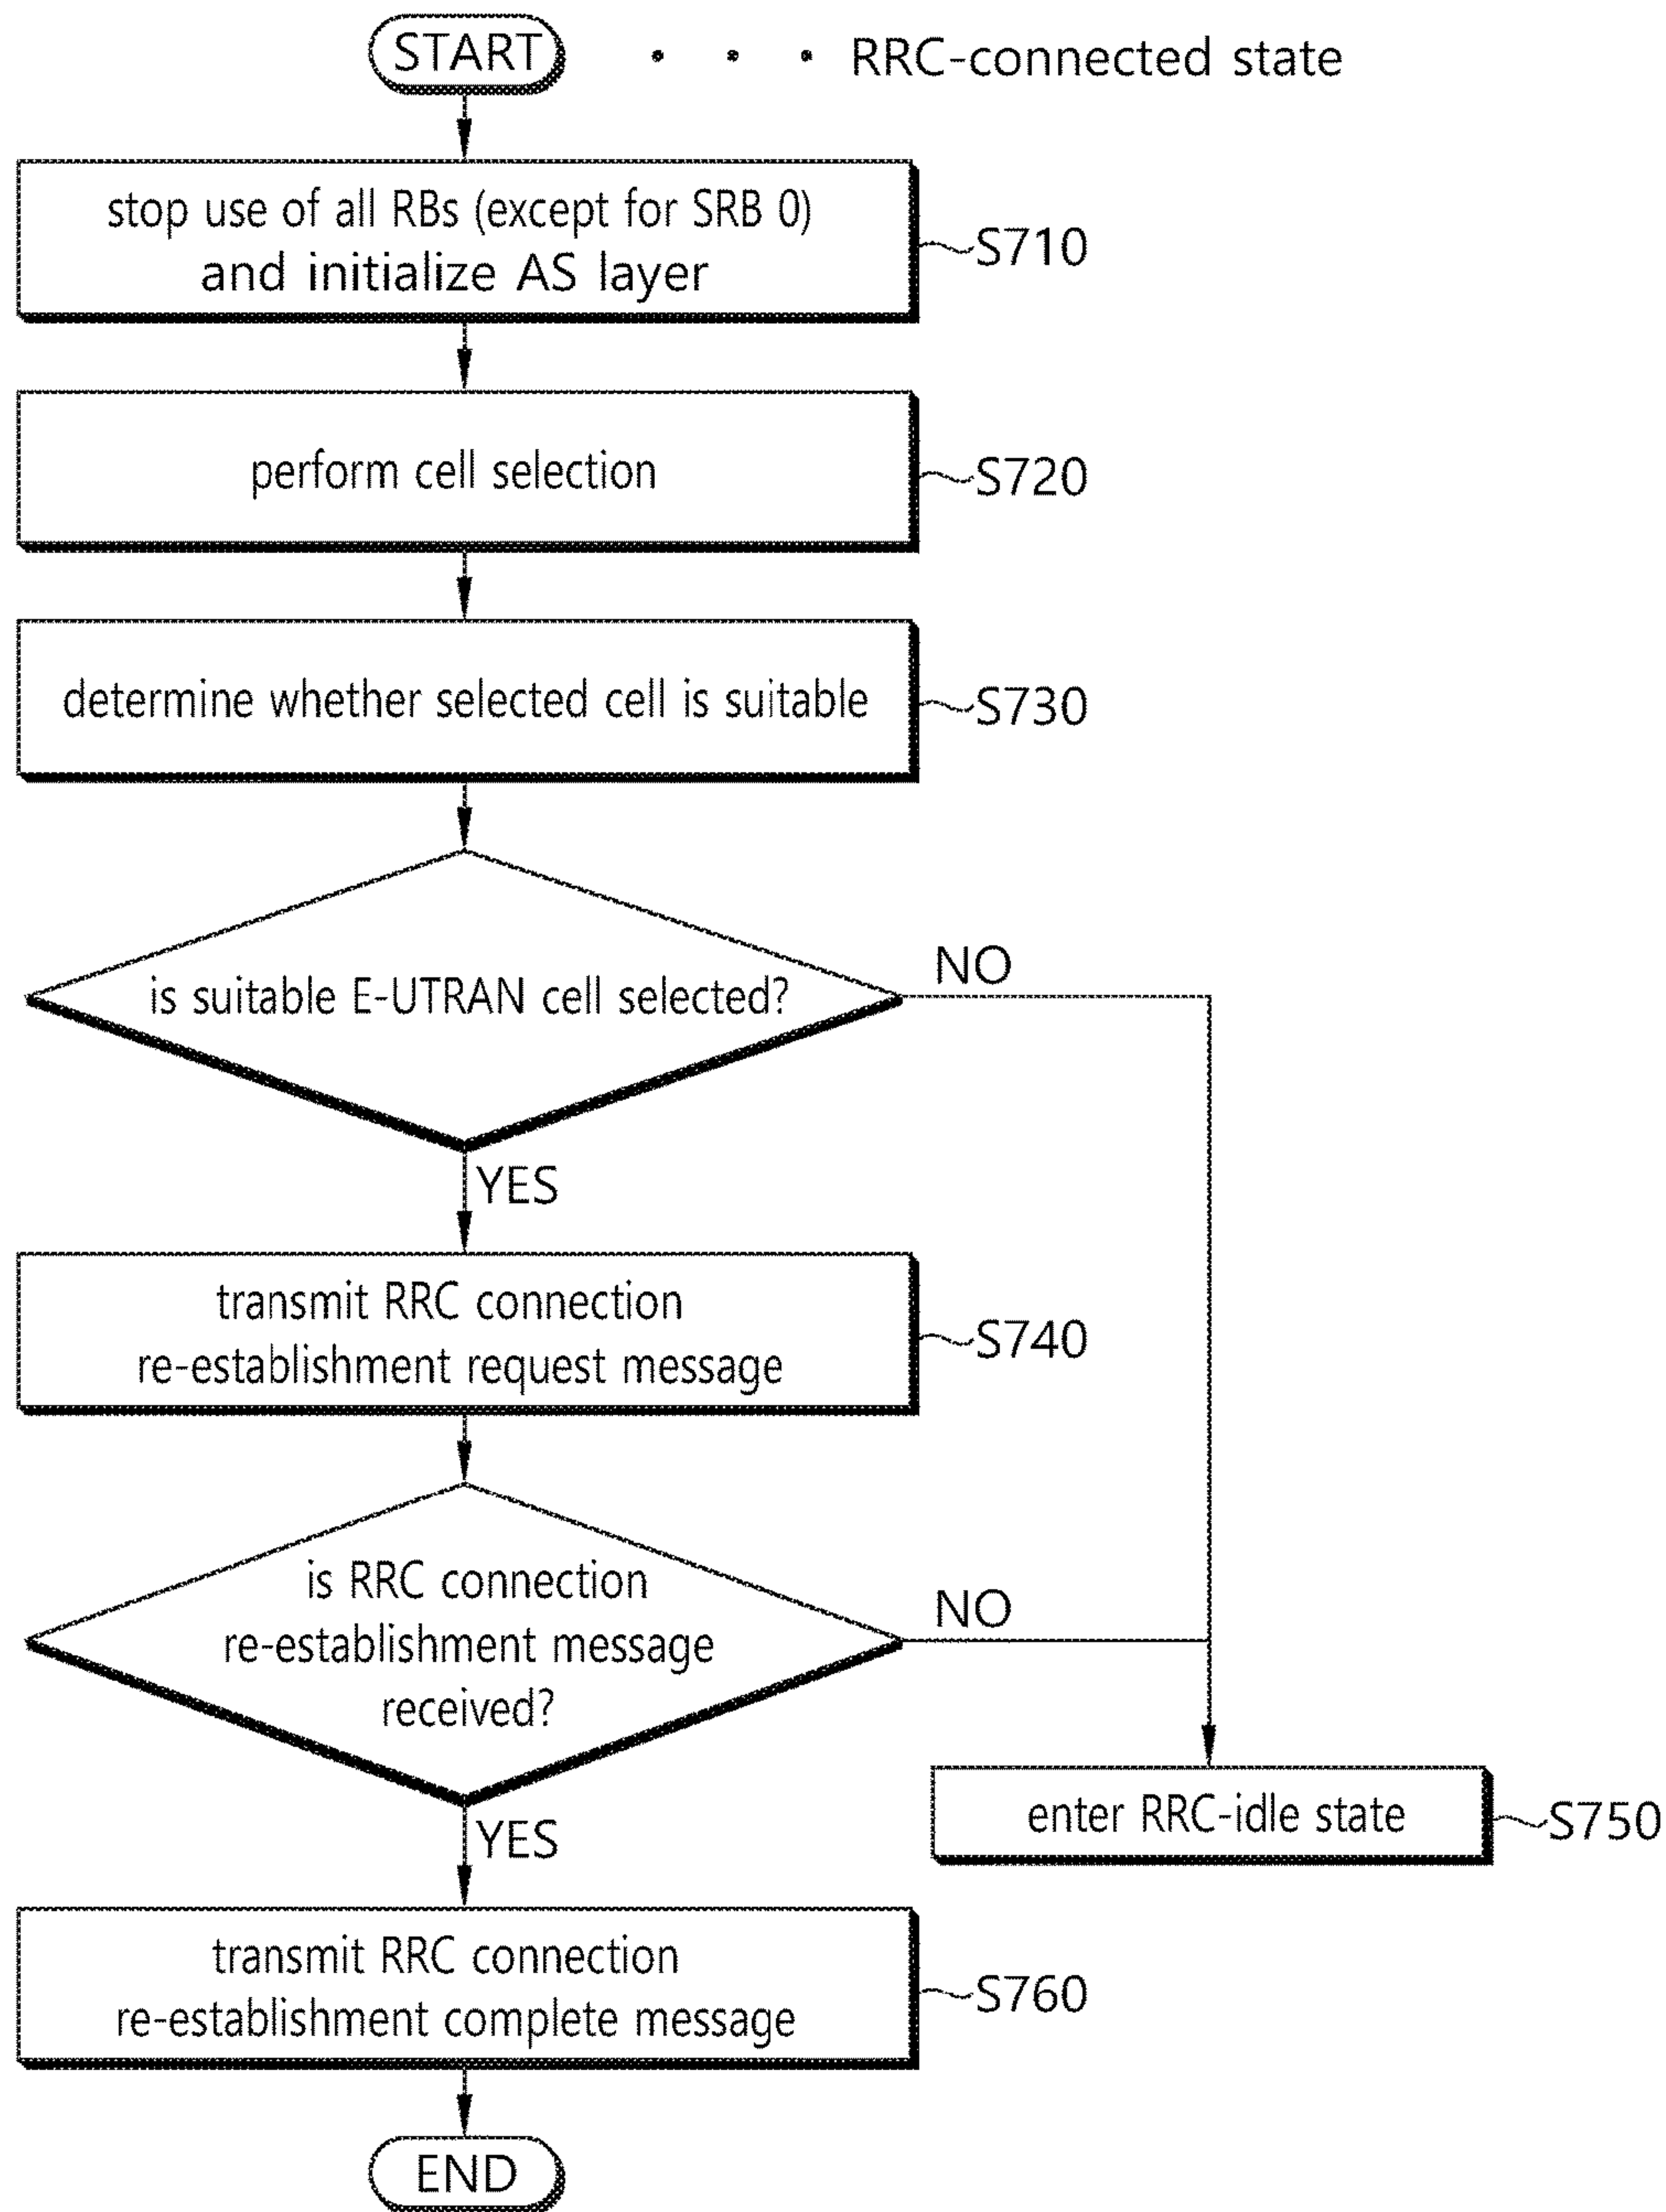 START
· · · RRC-connected state
stop use of all RBs (except for SRB 0)
and initialize AS layer
S710
perform cell selection
S720
determine whether selected cell is suitable
S730
is suitable E-UTRAN cell selected?
NO
YES
transmit RRC connection
re-establishment request message
S740
is RRC connection
re-establishment message
received?
NO
YES
enter RRC-idle state
S750
transmit RRC connection
re-establishment complete message
S760
END